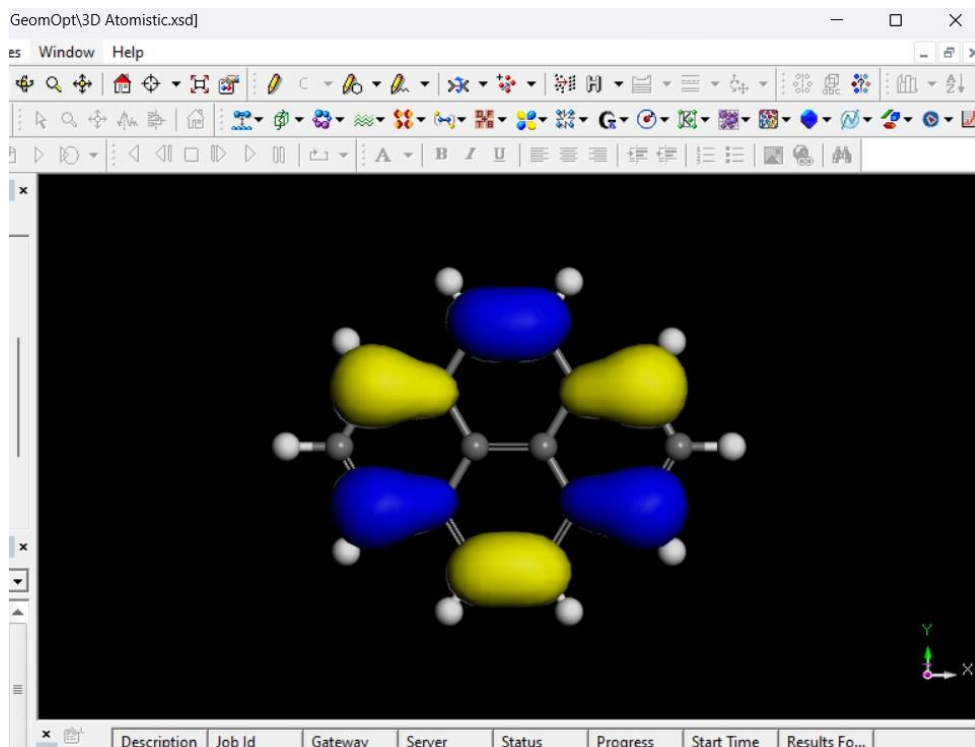 GeomOpt\3D Atomistic.xsd]
es Window Help
A B I U
Y
X
Description Job Id Gateway Server Status Progress Start Time Results Fo...